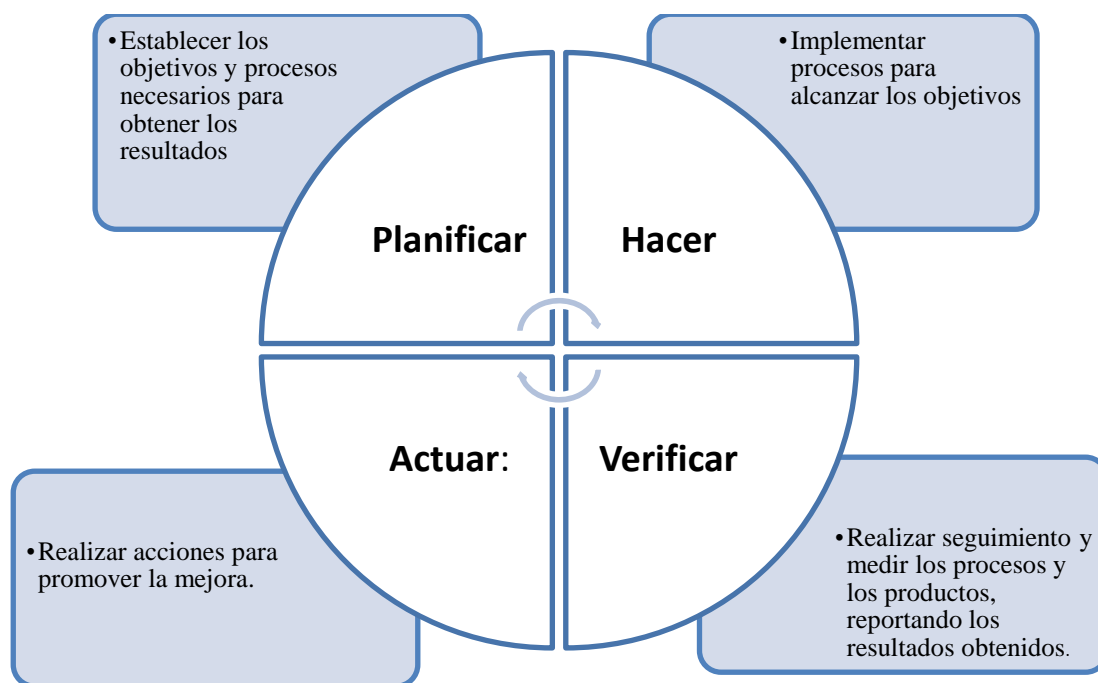 •Establecer los
objetivos y procesos
necesarios para
obtener los
resultados
•Implementar
procesos para
alcanzar los objetivos
Planificar
Hacer
Actuar:
Verificar
•Realizar acciones para
promover la mejora.
•Realizar seguimiento y
medir los procesos y
los productos,
reportando los
resultados obtenidos.